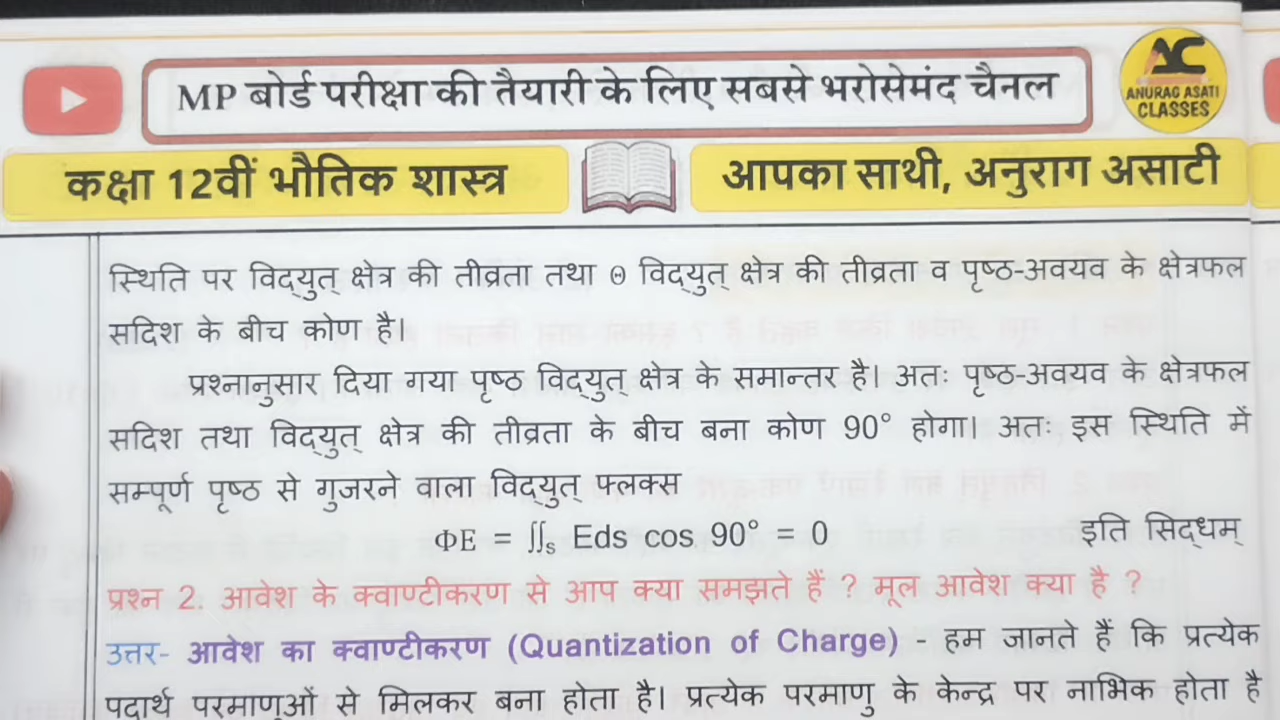 MP बोर्ड परीक्षा की तैयारी के लिए सबसे भरोसेमंद चैनल
AC
ANURAG ASATI
CLASSES
कक्षा 12वीं भौतिक शास्त्र
आपका साथी, अनुराग असाटी
स्थिति पर विद्युत् क्षेत्र की तीव्रता तथा Θ विद्युत् क्षेत्र की तीव्रता व पृष्ठ-अवयव के क्षेत्रफल
सदिश के बीच कोण है।
प्रश्नानुसार दिया गया पृष्ठ विद्युत् क्षेत्र के समान्तर है। अतः पृष्ठ-अवयव के क्षेत्रफल
सदिश तथा विद्युत् क्षेत्र की तीव्रता के बीच बना कोण 90° होगा। अतः इस स्थिति में
सम्पूर्ण पृष्ठ से गुजरने वाला विद्युत् फ्लक्स
ΦE = ∬ₛ Eds cos 90° = 0 इति सिद्धम्
प्रश्न 2. आवेश के क्वाण्टीकरण से आप क्या समझते हैं ? मूल आवेश क्या है ?
उत्तर- आवेश का क्वाण्टीकरण (Quantization of Charge) - हम जानते हैं कि प्रत्येक
पदार्थ परमाणुओं से मिलकर बना होता है। प्रत्येक परमाणु के केन्द्र पर नाभिक होता है